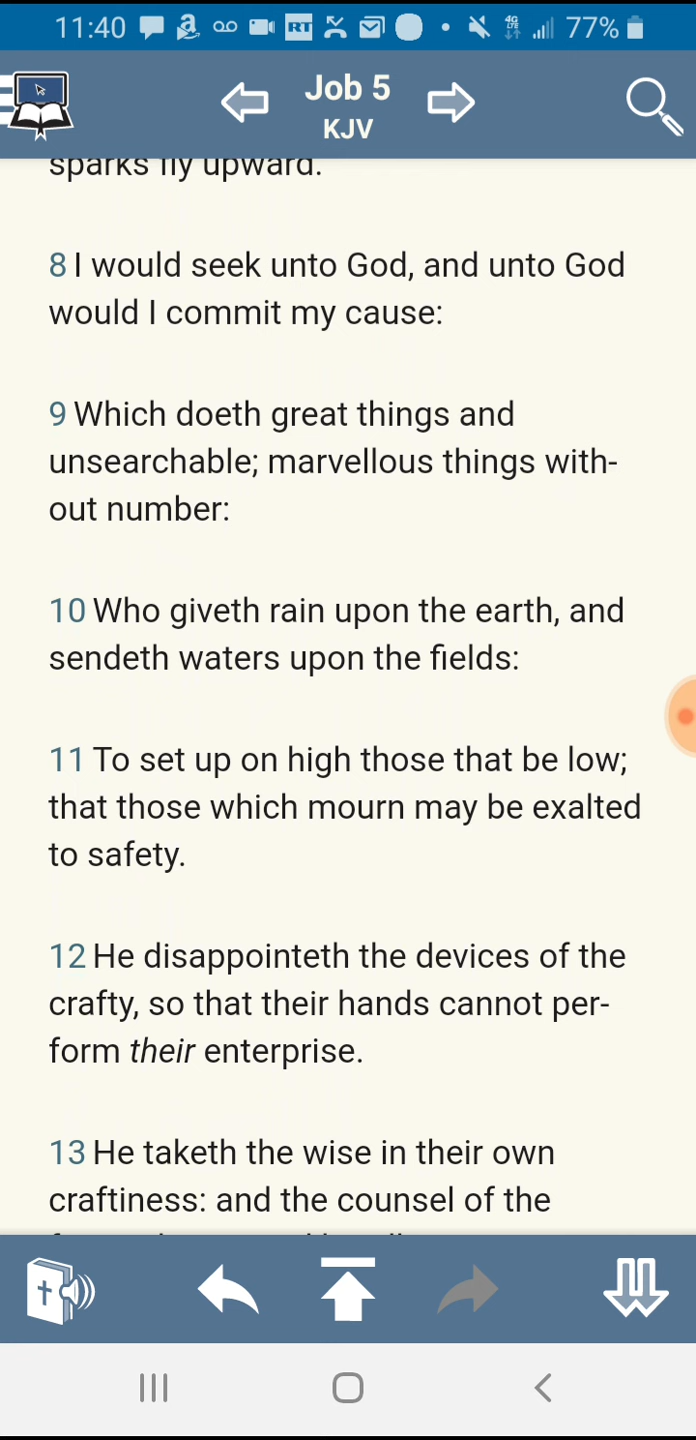 11:40
RT
4G
LTE
77%
Job 5
KJV
sparks fly upward.
8 I would seek unto God, and unto God
would I commit my cause:
9 Which doeth great things and
unsearchable; marvellous things with-
out number:
10 Who giveth rain upon the earth, and
sendeth waters upon the fields:
11 To set up on high those that be low;
that those which mourn may be exalted
to safety.
12 He disappointeth the devices of the
crafty, so that their hands cannot per-
form their enterprise.
13 He taketh the wise in their own
craftiness: and the counsel of the